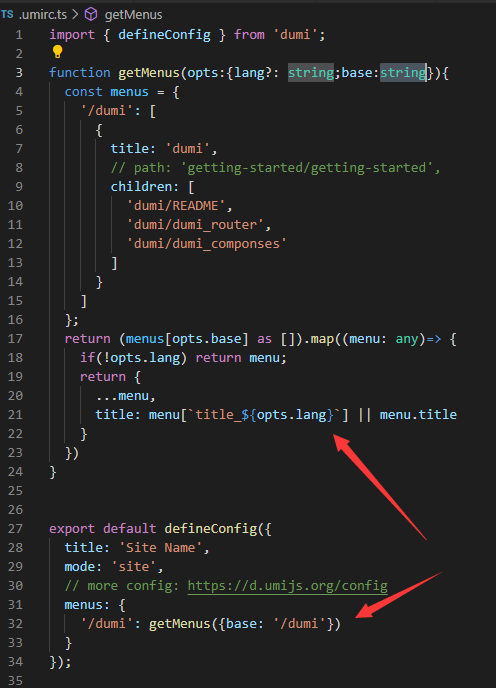 TS .umirc.ts > getMenus
1 import { defineConfig } from 'dumi';
2
3 function getMenus(opts:{lang?: string;base:string}){
4   const menus = {
5     '/dumi': [
6       {
7         title: 'dumi',
8         // path: 'getting-started/getting-started',
9         children: [
10           'dumi/README',
11           'dumi/dumi_router',
12           'dumi/dumi_componses'
13         ]
14       }
15     ]
16   };
17   return (menus[opts.base] as []).map((menu: any)=> {
18     if(!opts.lang) return menu;
19     return {
20       ...menu,
21       title: menu[`title_${opts.lang}`] || menu.title
22     }
23   })
24 }
25
26
27 export default defineConfig({
28   title: 'Site Name',
29   mode: 'site',
30   // more config: https://d.umijs.org/config
31   menus: {
32     '/dumi': getMenus({base: '/dumi'})
33   }
34 });
35